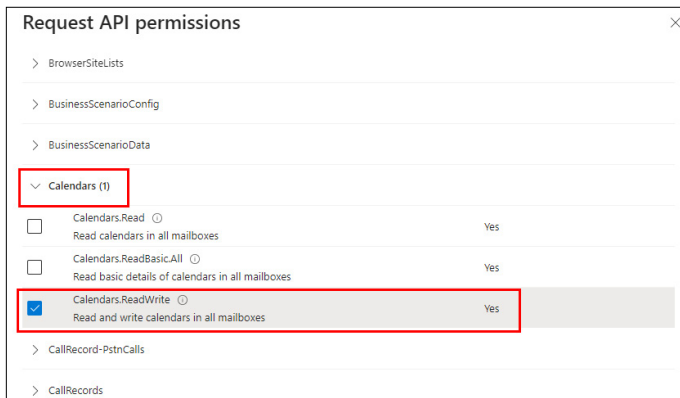 Request API permissions
BrowserSiteLists
BusinessScenarioConfig
BusinessScenarioData
Calendars (1)
Calendars.Read
Read calendars in all mailboxes
Yes
Calendars.ReadBasic.All
Read basic details of calendars in all mailboxes
Yes
Calendars.ReadWrite
Read and write calendars in all mailboxes
Yes
CallRecord-PstnCalls
CallRecords